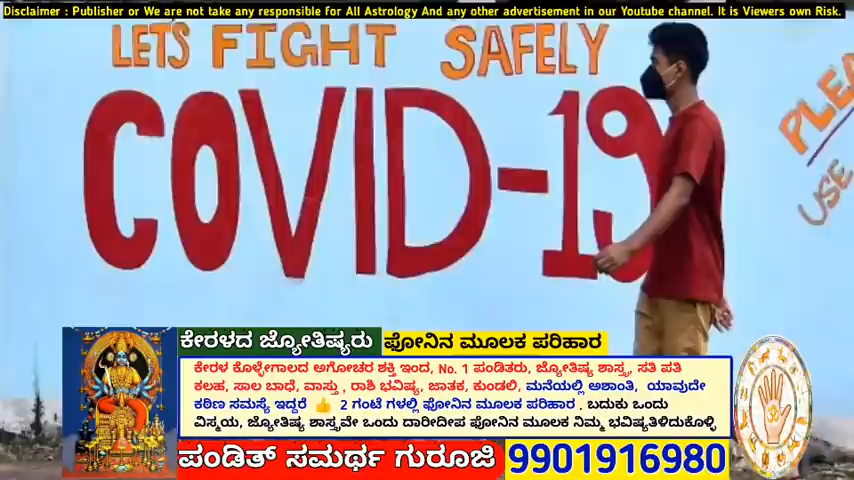 Disclaimer : Publisher or We are not take any responsible for All Astrology And any other advertisement in our Youtube channel. It is Viewers own Risk.
LET'S FIGHT SAFELY
COVID-19
PLEA
USE
ಕೇರಳದ ಜ್ಯೋತಿಷ್ಯರು ಫೋನಿನ ಮೂಲಕ ಪರಿಹಾರ
ಕೇರಳ ಕೊಳ್ಳೇಗಾಲದ ಅಗೋಚರ ಶಕ್ತಿ ಇಂದ, No. 1 ಪಂಡಿತರು, ಜ್ಯೋತಿಷ್ಯ ಶಾಸ್ತ್ರ, ಸತಿ ಪತಿ
ಕಲಹ, ಸಾಲ ಬಾಧೆ, ವಾಸ್ತು , ರಾಶಿ ಭವಿಷ್ಯ, ಜಾತಕ, ಕುಂಡಲಿ, ಮನೆಯಲ್ಲಿ ಅಶಾಂತಿ, ಯಾವುದೇ
ಕಠಿಣ ಸಮಸ್ಯೆ ಇದ್ದರೆ 👍 2 ಗಂಟೆ ಗಳಲ್ಲಿ ಫೋನಿನ ಮೂಲಕ ಪರಿಹಾರ . ಬದುಕು ಒಂದು
ವಿಸ್ಮಯ, ಜ್ಯೋತಿಷ್ಯ ಶಾಸ್ತ್ರವೇ ಒಂದು ದಾರೀದೀಪ ಫೋನಿನ ಮೂಲಕ ನಿಮ್ಮ ಭವಿಷ್ಯತಿಳಿದುಕೊಳ್ಳಿ
ಪಂಡಿತ್ ಸಮರ್ಥ ಗುರೂಜಿ 9901916980